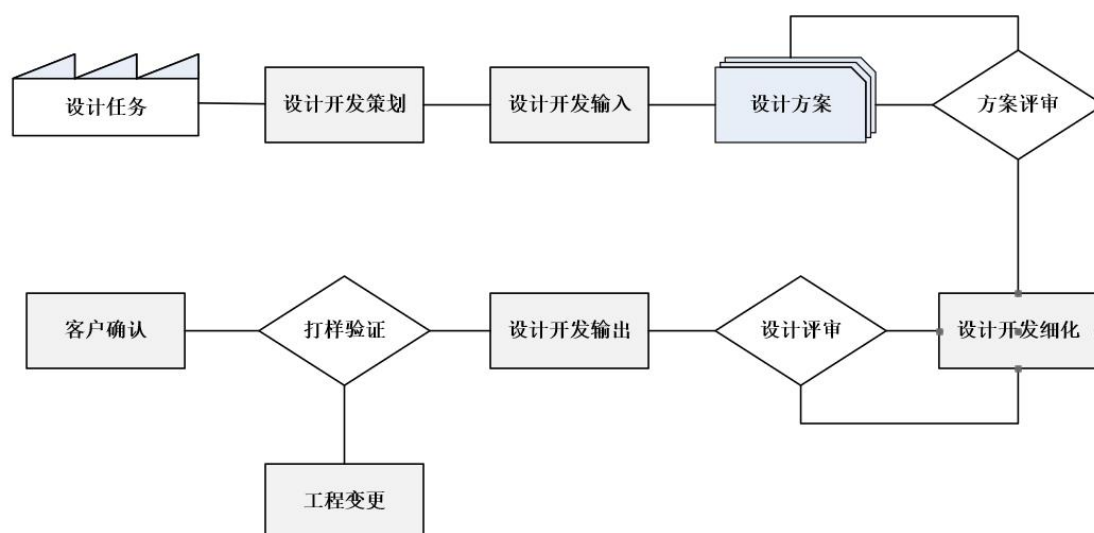 设计任务
设计开发策划
设计开发输入
设计方案
方案评审
客户确认
打样验证
设计开发输出
设计评审
设计开发细化
工程变更